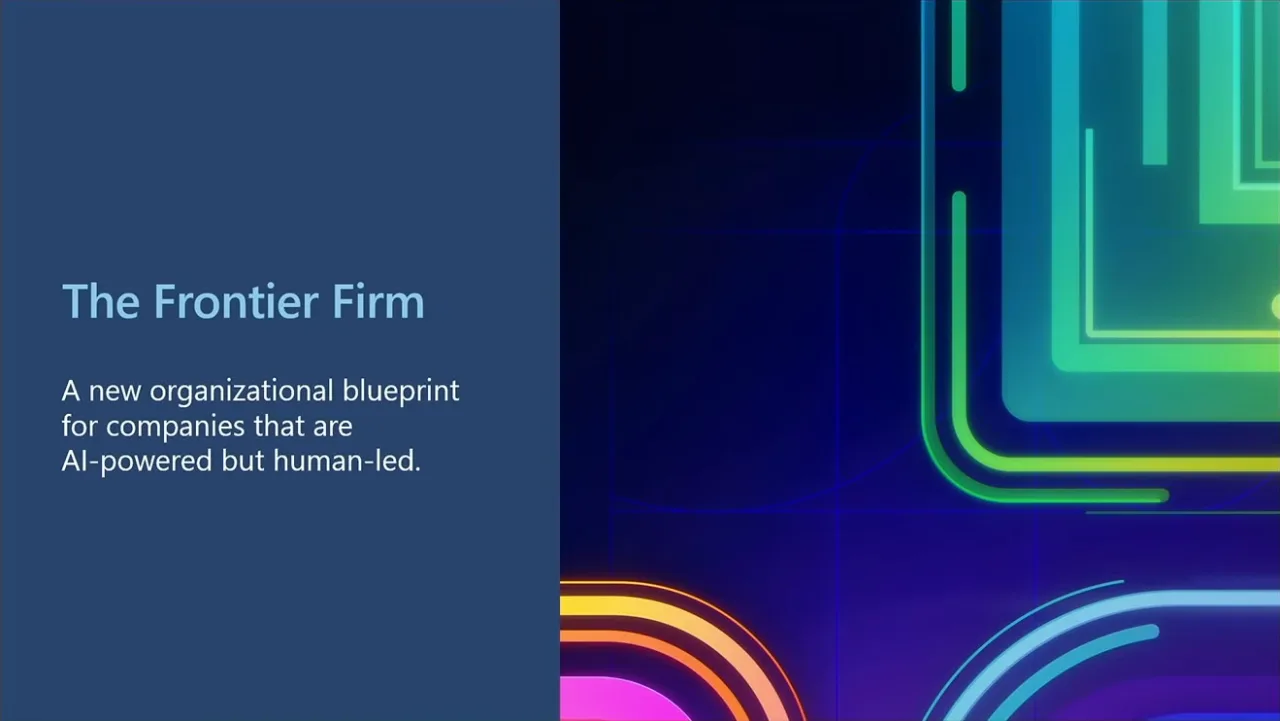 The Frontier Firm
A new organizational blueprint
for companies that are
AI-powered but human-led.